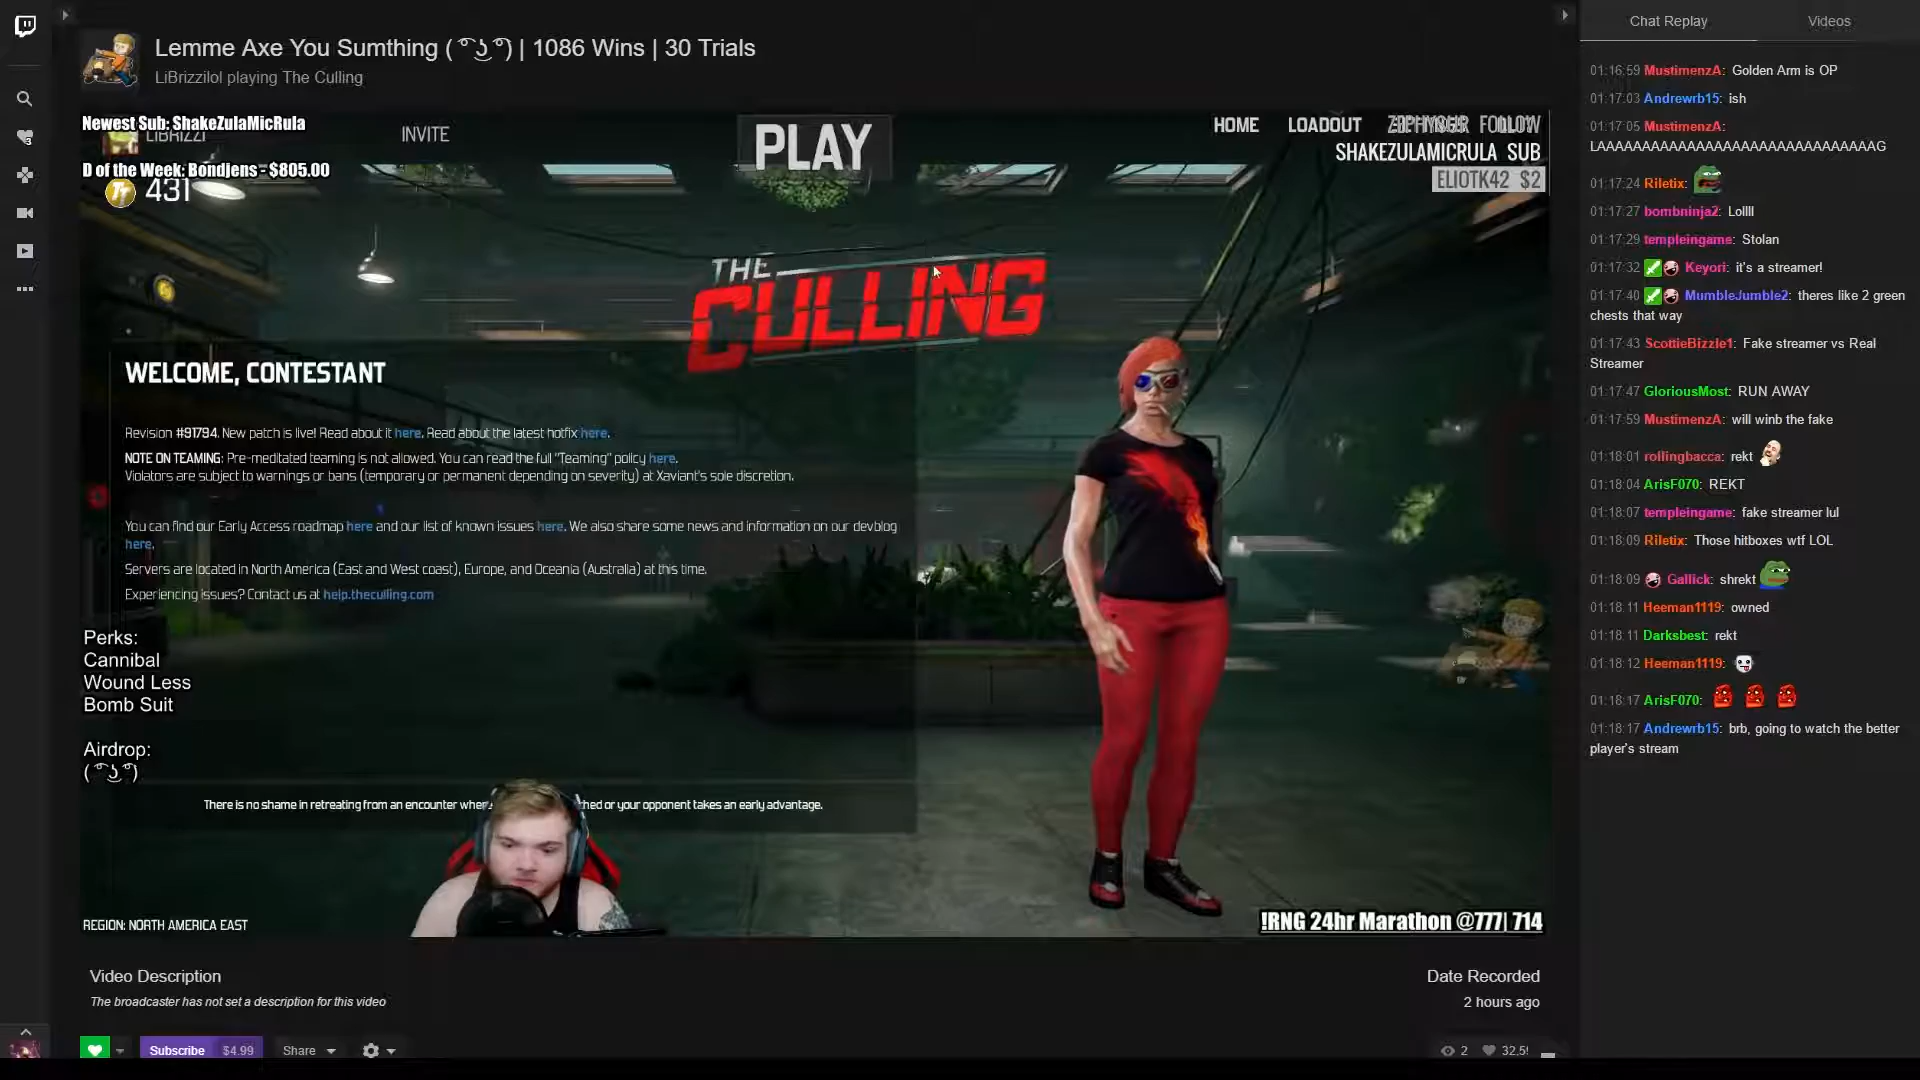 Lemme Axe You Sumthing ( ͡° ͜ʖ ͡°) | 1086 Wins | 30 Trials
LiBrizzilol playing The Culling
Newest Sub: ShakeZulaMicRula
LIBRIZZI
INVITE
PLAY
HOME
LOADOUT
FOLLOW
SHAKEZULAMICRULA SUB
D of the Week: Bondjens - $805.00
431
ELIOTK42 $2
THE
CULLING
WELCOME, CONTESTANT
Revision #91794. New patch is live! Read about it here. Read about the latest hotfix here.
NOTE ON TEAMING: Pre-meditated teaming is not allowed. You can read the full "Teaming" policy here.
Violators are subject to warnings or bans (temporary or permanent depending on severity) at Xaviant's sole discretion.
You can find our Early Access roadmap here and our list of known issues here. We also share some news and information on our devblog
here.
Servers are located in North America (East and West coast), Europe, and Oceania (Australia) at this time.
Experiencing issues? Contact us at help.theculling.com
Perks:
Cannibal
Wound Less
Bomb Suit
Airdrop:
( ͡° ͜ʖ ͡°)
There is no shame in retreating from an encounter when hed or your opponent takes an early advantage.
REGION: NORTH AMERICA EAST
!RNG 24hr Marathon @777| 714
Video Description
The broadcaster has not set a description for this video
Date Recorded
2 hours ago
Subscribe $4.99
Share
2
32,5
3
Chat Replay
Videos
01:16:59 MustimenzA: Golden Arm is OP
01:17:03 Andrewrb15: ish
01:17:05 MustimenzA:
LAAAAAAAAAAAAAAAAAAAAAAAAAAAAAAAG
01:17:24 Riletix:
01:17:27 bombninja2: Lollll
01:17:29 templeingame: Stolan
01:17:32 Keyori: it's a streamer!
01:17:40 MumbleJumble2: theres like 2 green
chests that way
01:17:43 ScottieBizzle1: Fake streamer vs Real
Streamer
01:17:47 GloriousMost: RUN AWAY
01:17:59 MustimenzA: will winb the fake
01:18:01 rollingbacca: rekt
01:18:04 ArisF070: REKT
01:18:07 templeingame: fake streamer lul
01:18:09 Riletix: Those hitboxes wtf LOL
01:18:09 Gallick: shrekt
01:18:11 Heeman1119: owned
01:18:11 Darksbest: rekt
01:18:12 Heeman1119:
01:18:17 ArisF070:
01:18:17 Andrewrb15: brb, going to watch the better
player's stream